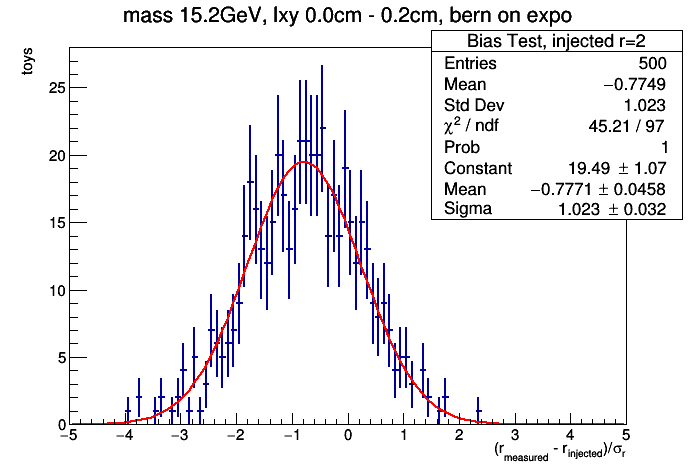 mass 15.2GeV, lxy 0.0cm - 0.2cm, bern on expo
Bias Test, injected r=2
Entries 500
Mean −0.7749
Std Dev 1.023
χ² / ndf 45.21 / 97
Prob 1
Constant 19.49 ± 1.07
Mean −0.7771 ± 0.0458
Sigma 1.023 ± 0.032
toys
25
20
15
10
5
0
−5 −4 −3 −2 −1 0 1 2 3 4 5
(r_measured - r_injected)/σ_r